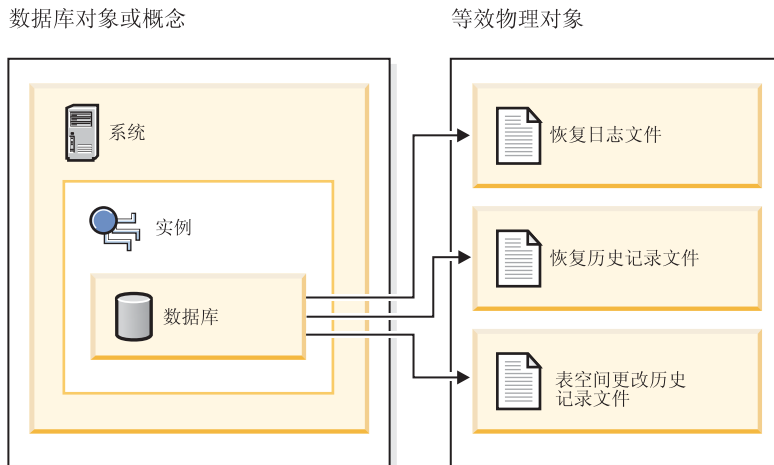 数据库对象或概念
等效物理对象
系统
实例
数据库
恢复日志文件
恢复历史记录文件
表空间更改历史
记录文件